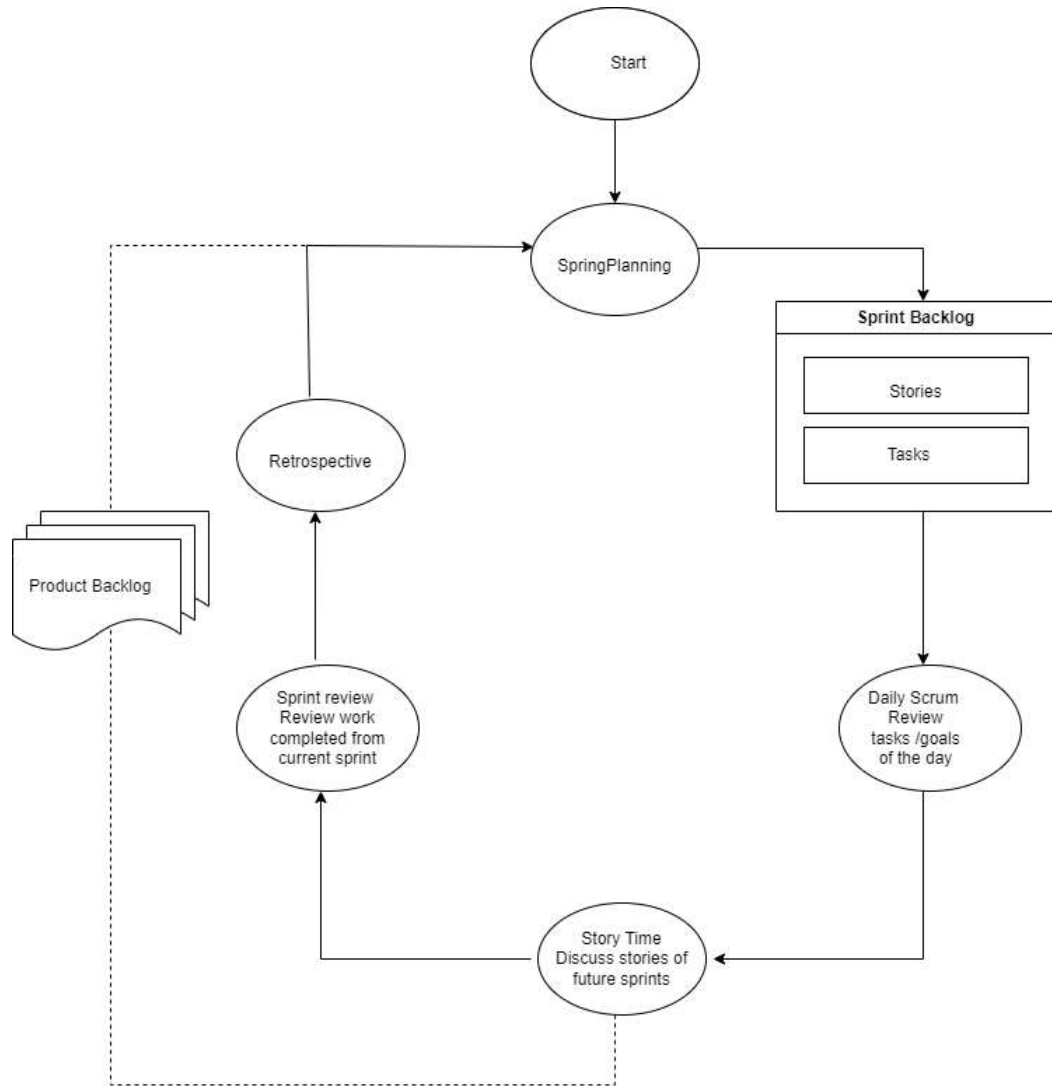 Start
SpringPlanning
Sprint Backlog
Stories
Tasks
Retrospective
Product Backlog
Sprint review
Review work
completed from
current sprint
Daily Scrum
Review
tasks /goals
of the day
Story Time
Discuss stories of
future sprints